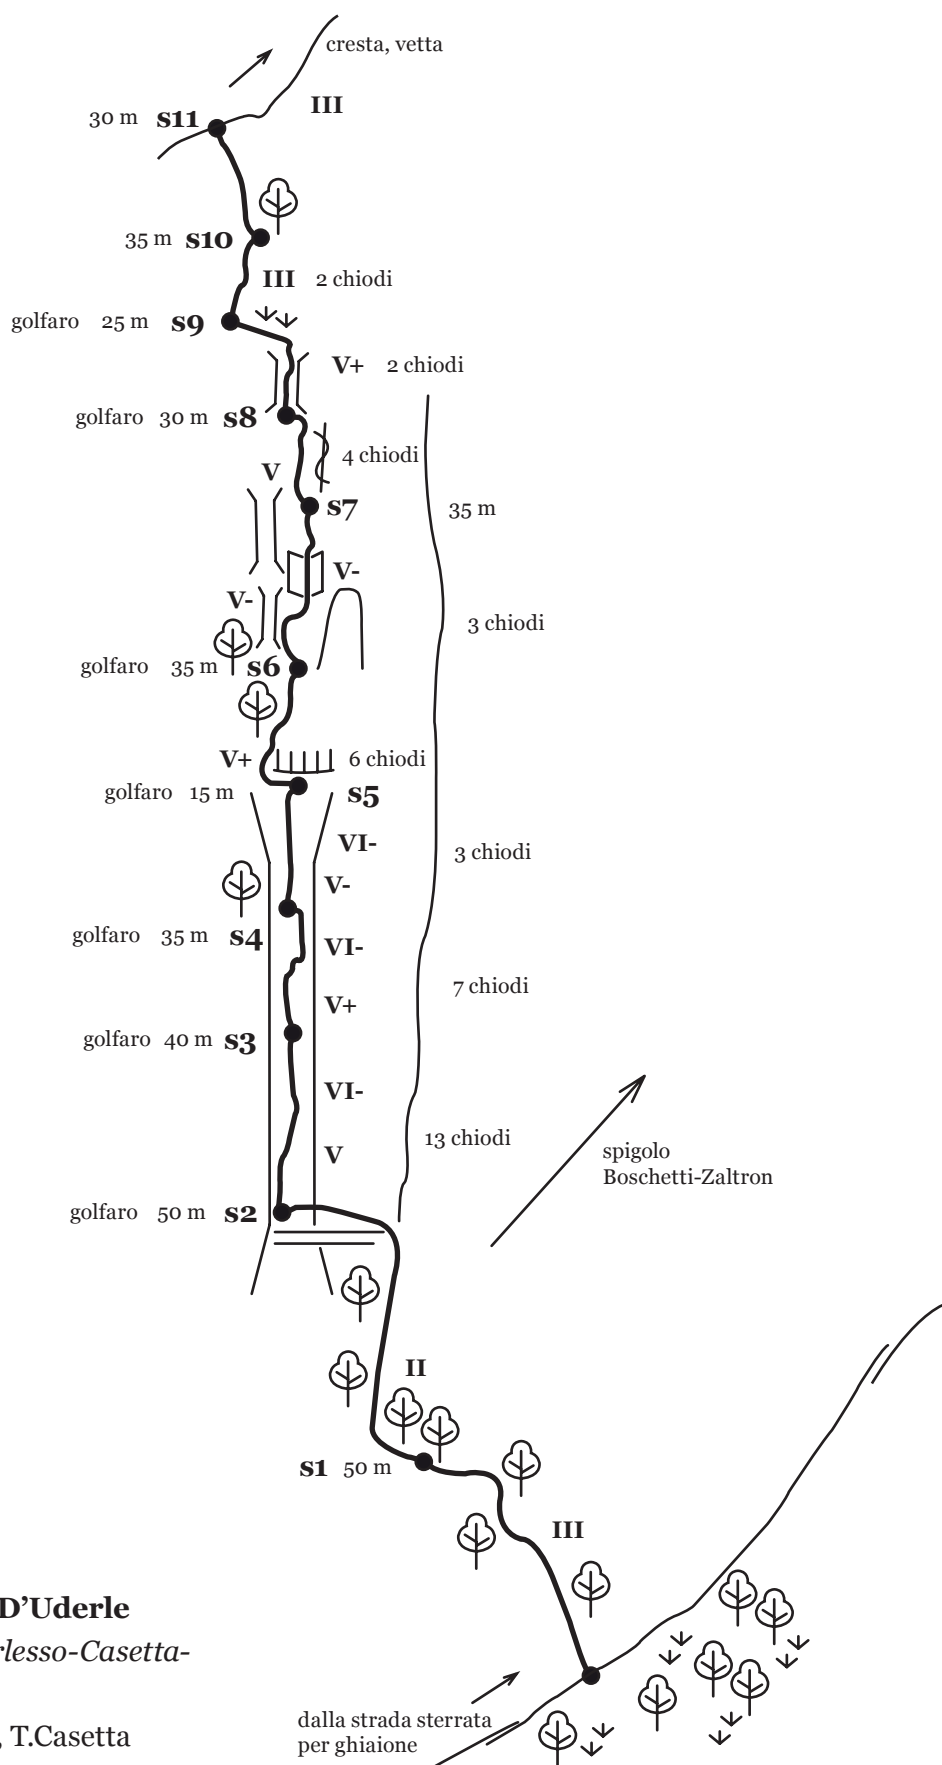 cresta, vetta
III
30 m s11
35 m s10
III 2 chiodi
golfaro 25 m s9
V+ 2 chiodi
golfaro 30 m s8
4 chiodi
V
s7
35 m
V-
V-
3 chiodi
golfaro 35 m s6
V+ 6 chiodi
golfaro 15 m s5
VI-
3 chiodi
V-
golfaro 35 m s4
VI-
7 chiodi
V+
golfaro 40 m s3
VI-
13 chiodi
V
spigolo
Boschetti-Zaltron
golfaro 50 m s2
II
s1 50 m
III
D'Uderle
rlesso-Casetta-
dalla strada sterrata
per ghiaione
, T.Casetta